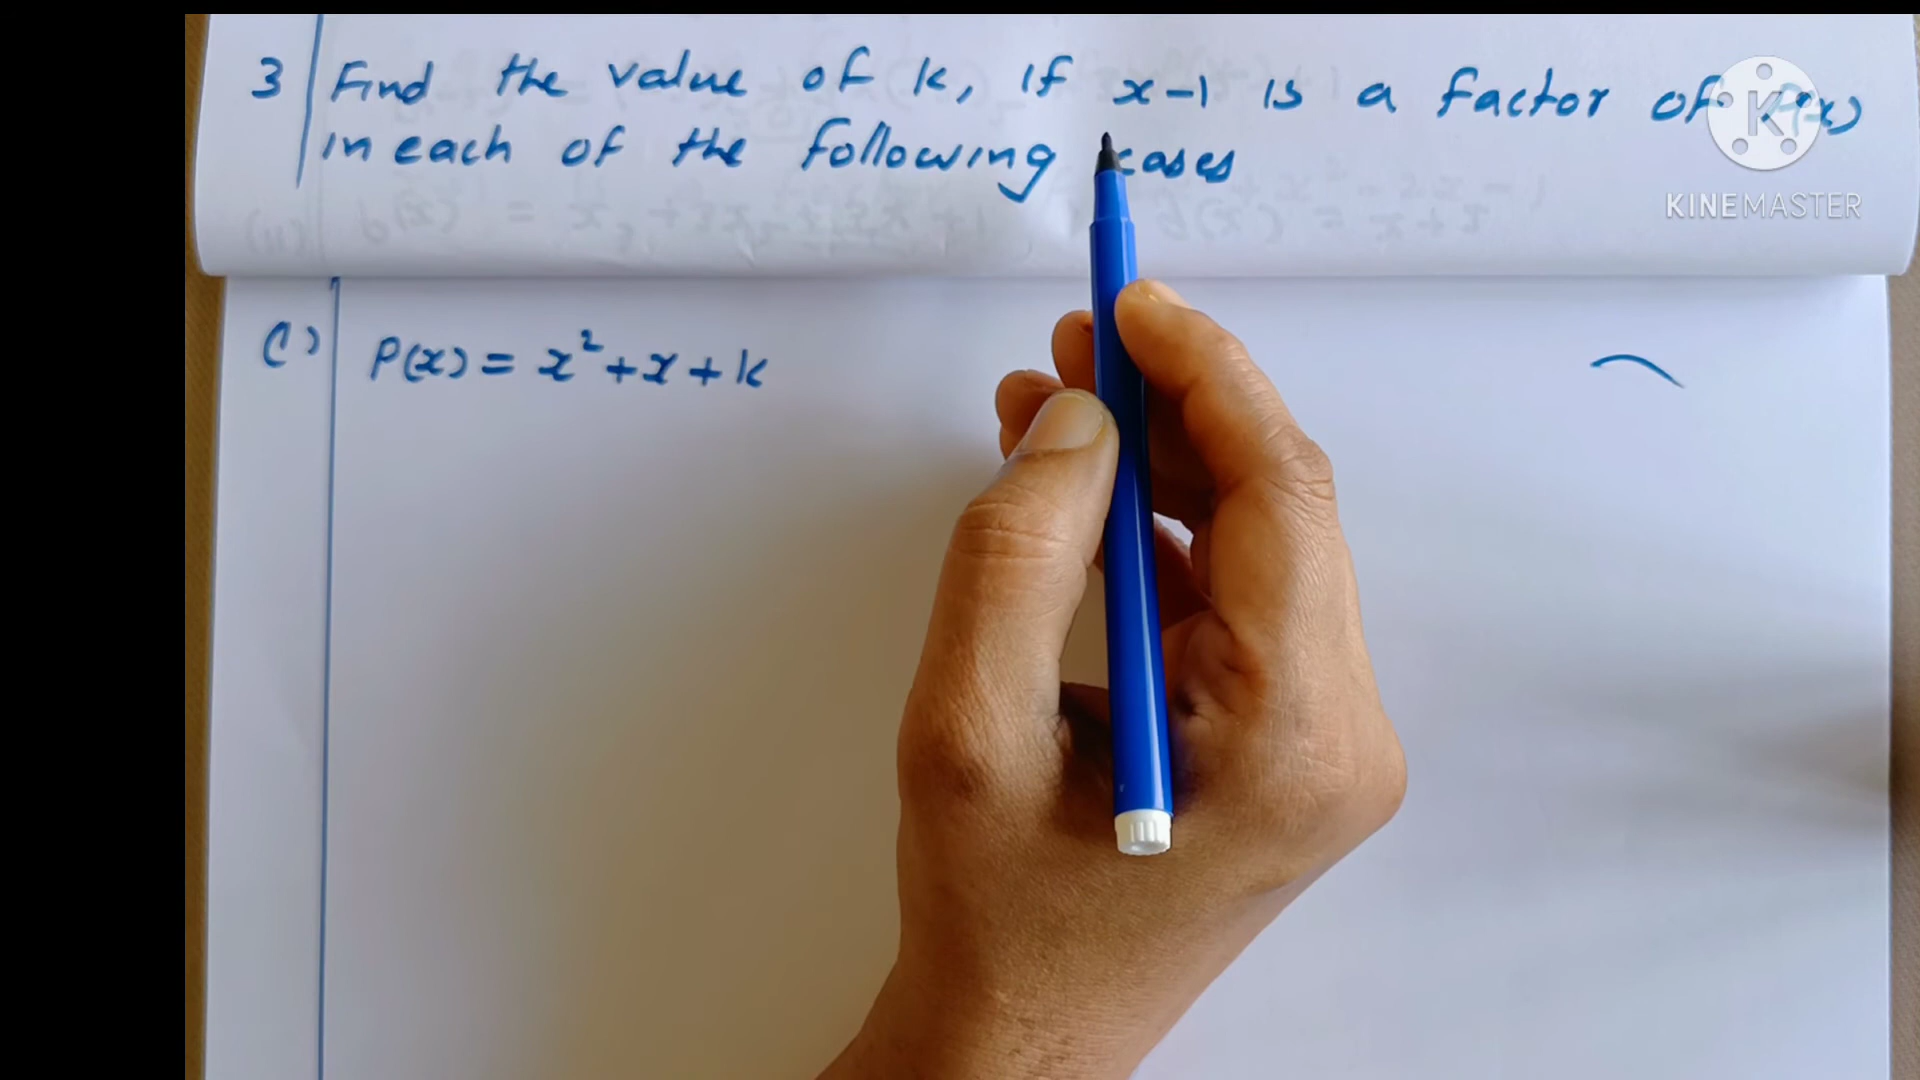 3 Find the value of k, if x-1 is a factor of P(x)
in each of the following cases
KINEMASTER
(i) P(x) = x² + x + k